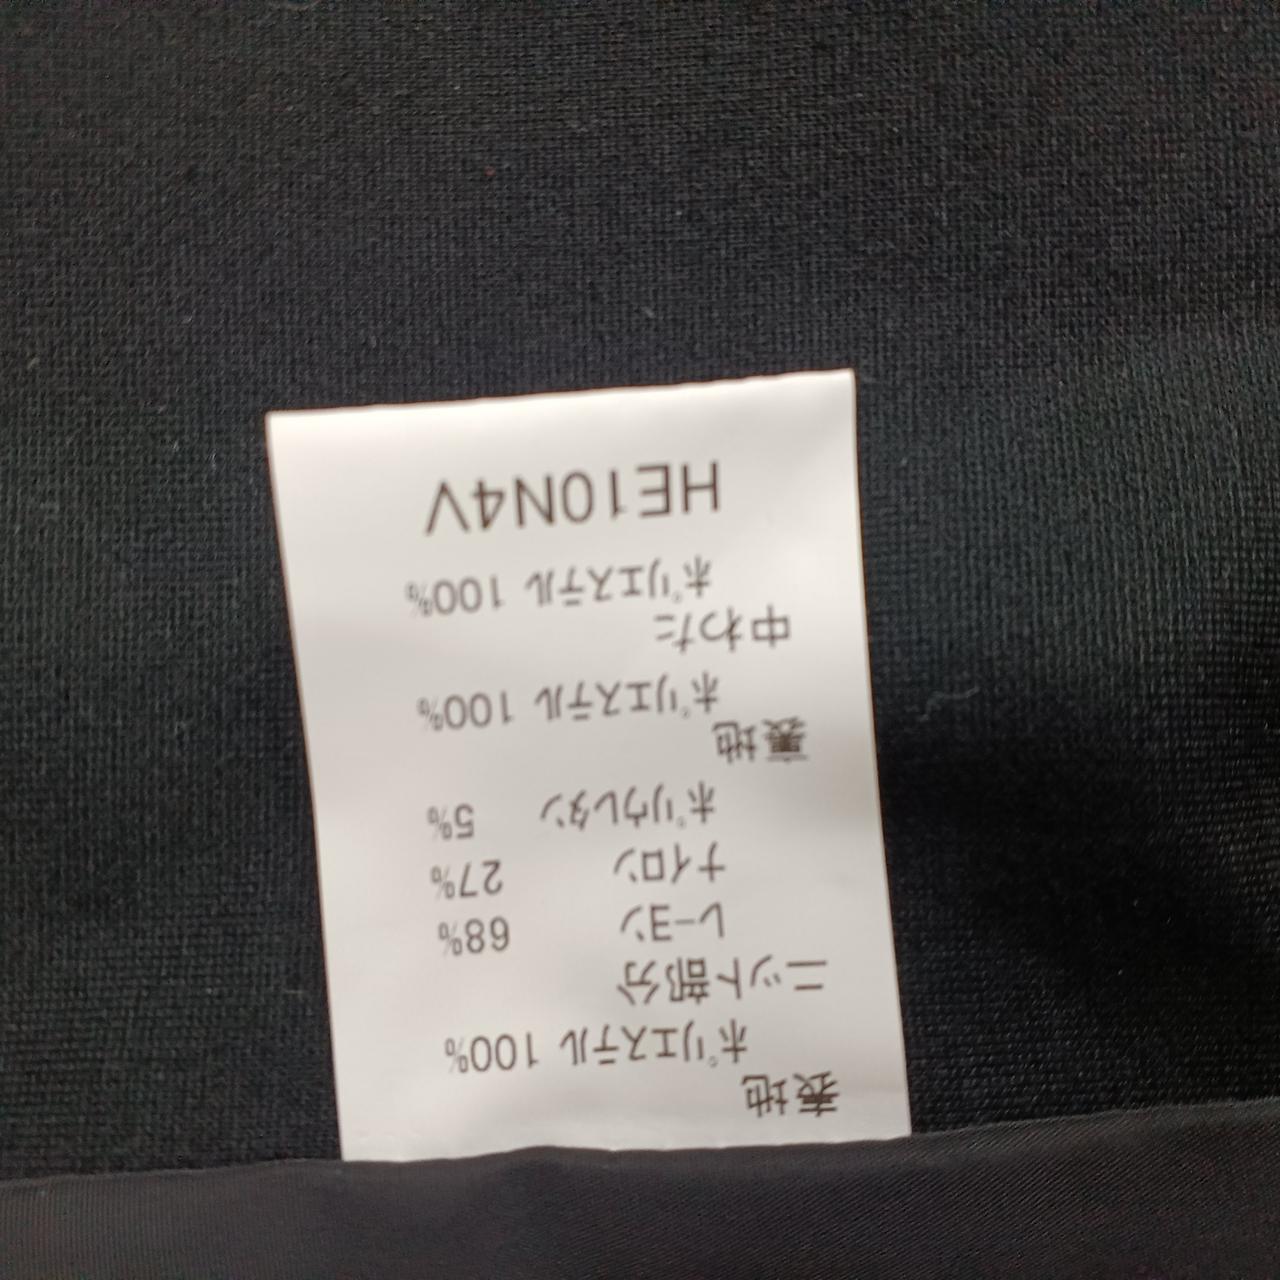 表地
ポリエステル 100%
ニット部分
レーヨン 68%
ナイロン 27%
ポリウレタン 5%
裏地
ポリエステル 100%
中わた
ポリエステル 100%
HE10N4V